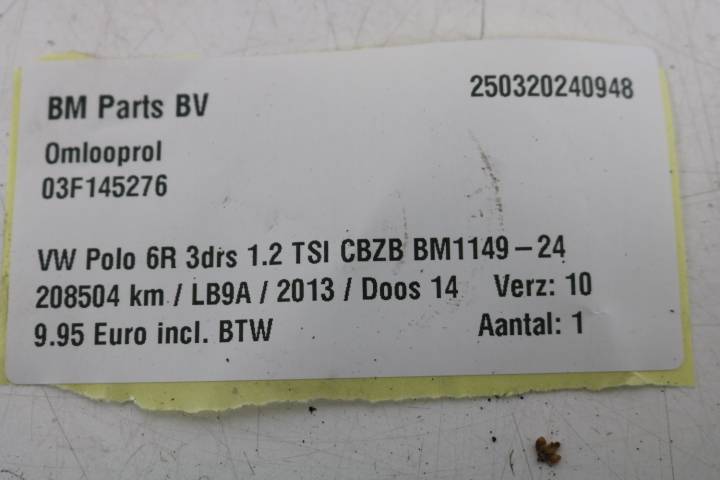 BM Parts BV 250320240948
Omlooprol
03F145276
VW Polo 6R 3drs 1.2 TSI CBZB BM1149-24
208504 km / LB9A / 2013 / Doos 14 Verz: 10
9.95 Euro incl. BTW Aantal: 1